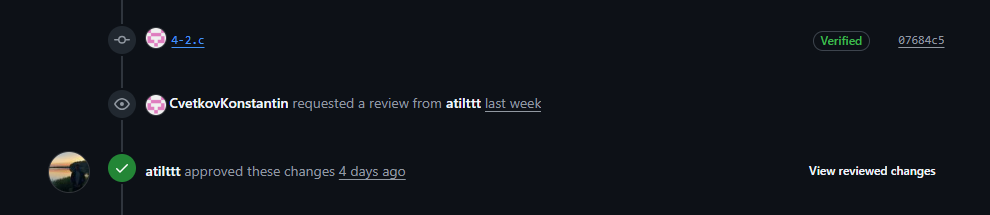 4-2.c Verified 07684c5
CvetkovKonstantin requested a review from atilttt last week
atilttt approved these changes 4 days ago View reviewed changes